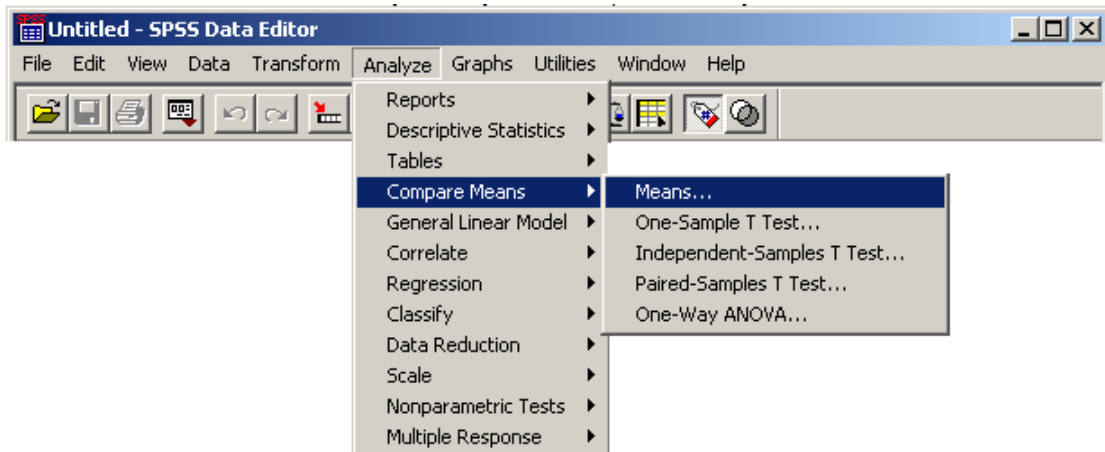 SPSS Untitled - SPSS Data Editor
File Edit View Data Transform Analyze Graphs Utilities Window Help
Reports
Descriptive Statistics
Tables
Compare Means
General Linear Model
Correlate
Regression
Classify
Data Reduction
Scale
Nonparametric Tests
Multiple Response
Means...
One-Sample T Test...
Independent-Samples T Test...
Paired-Samples T Test...
One-Way ANOVA...